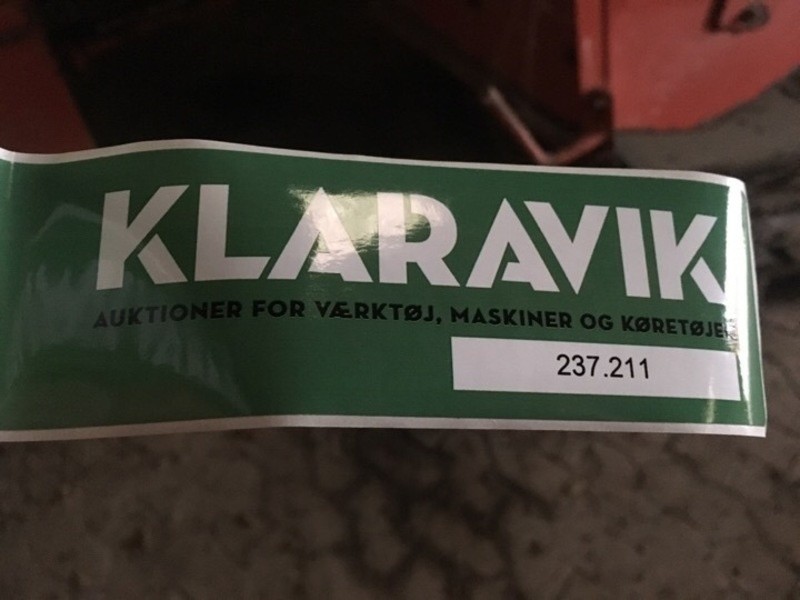 KLARAVIK
AUKTIONER FOR VÆRKTØJ, MASKINER OG KØRETØJER
237.211